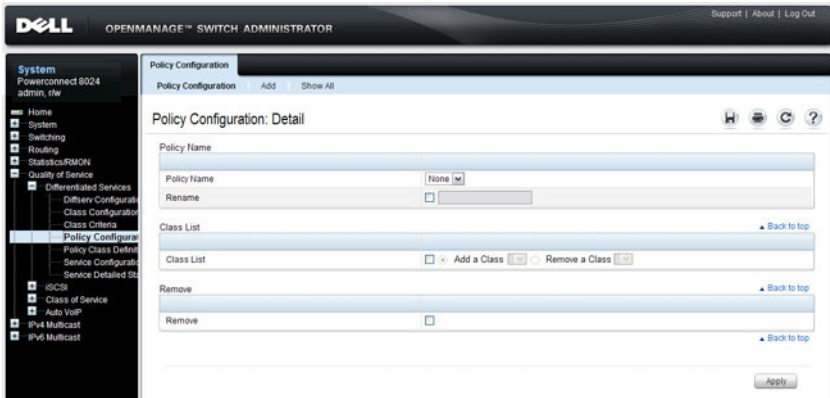 Support | About | Log Out
DELL OPENMANAGE™ SWITCH ADMINISTRATOR
System
Powerconnect 8024
admin, r/w
Home
System
Switching
Routing
Statistics/RMON
Quality of Service
Differentiated Services
Diffserv Configurati
Class Configuration
Class Criteria
Policy Configurat
Policy Class Definit
Service Configuratio
Service Detailed Sta
iSCSI
Class of Service
Auto VoIP
IPv4 Multicast
IPv6 Multicast
Policy Configuration
Policy Configuration Add Show All
Policy Configuration: Detail
Policy Name
Policy Name None
Rename
Class List
Back to top
Class List Add a Class Remove a Class
Remove
Back to top
Remove
Back to top
Apply